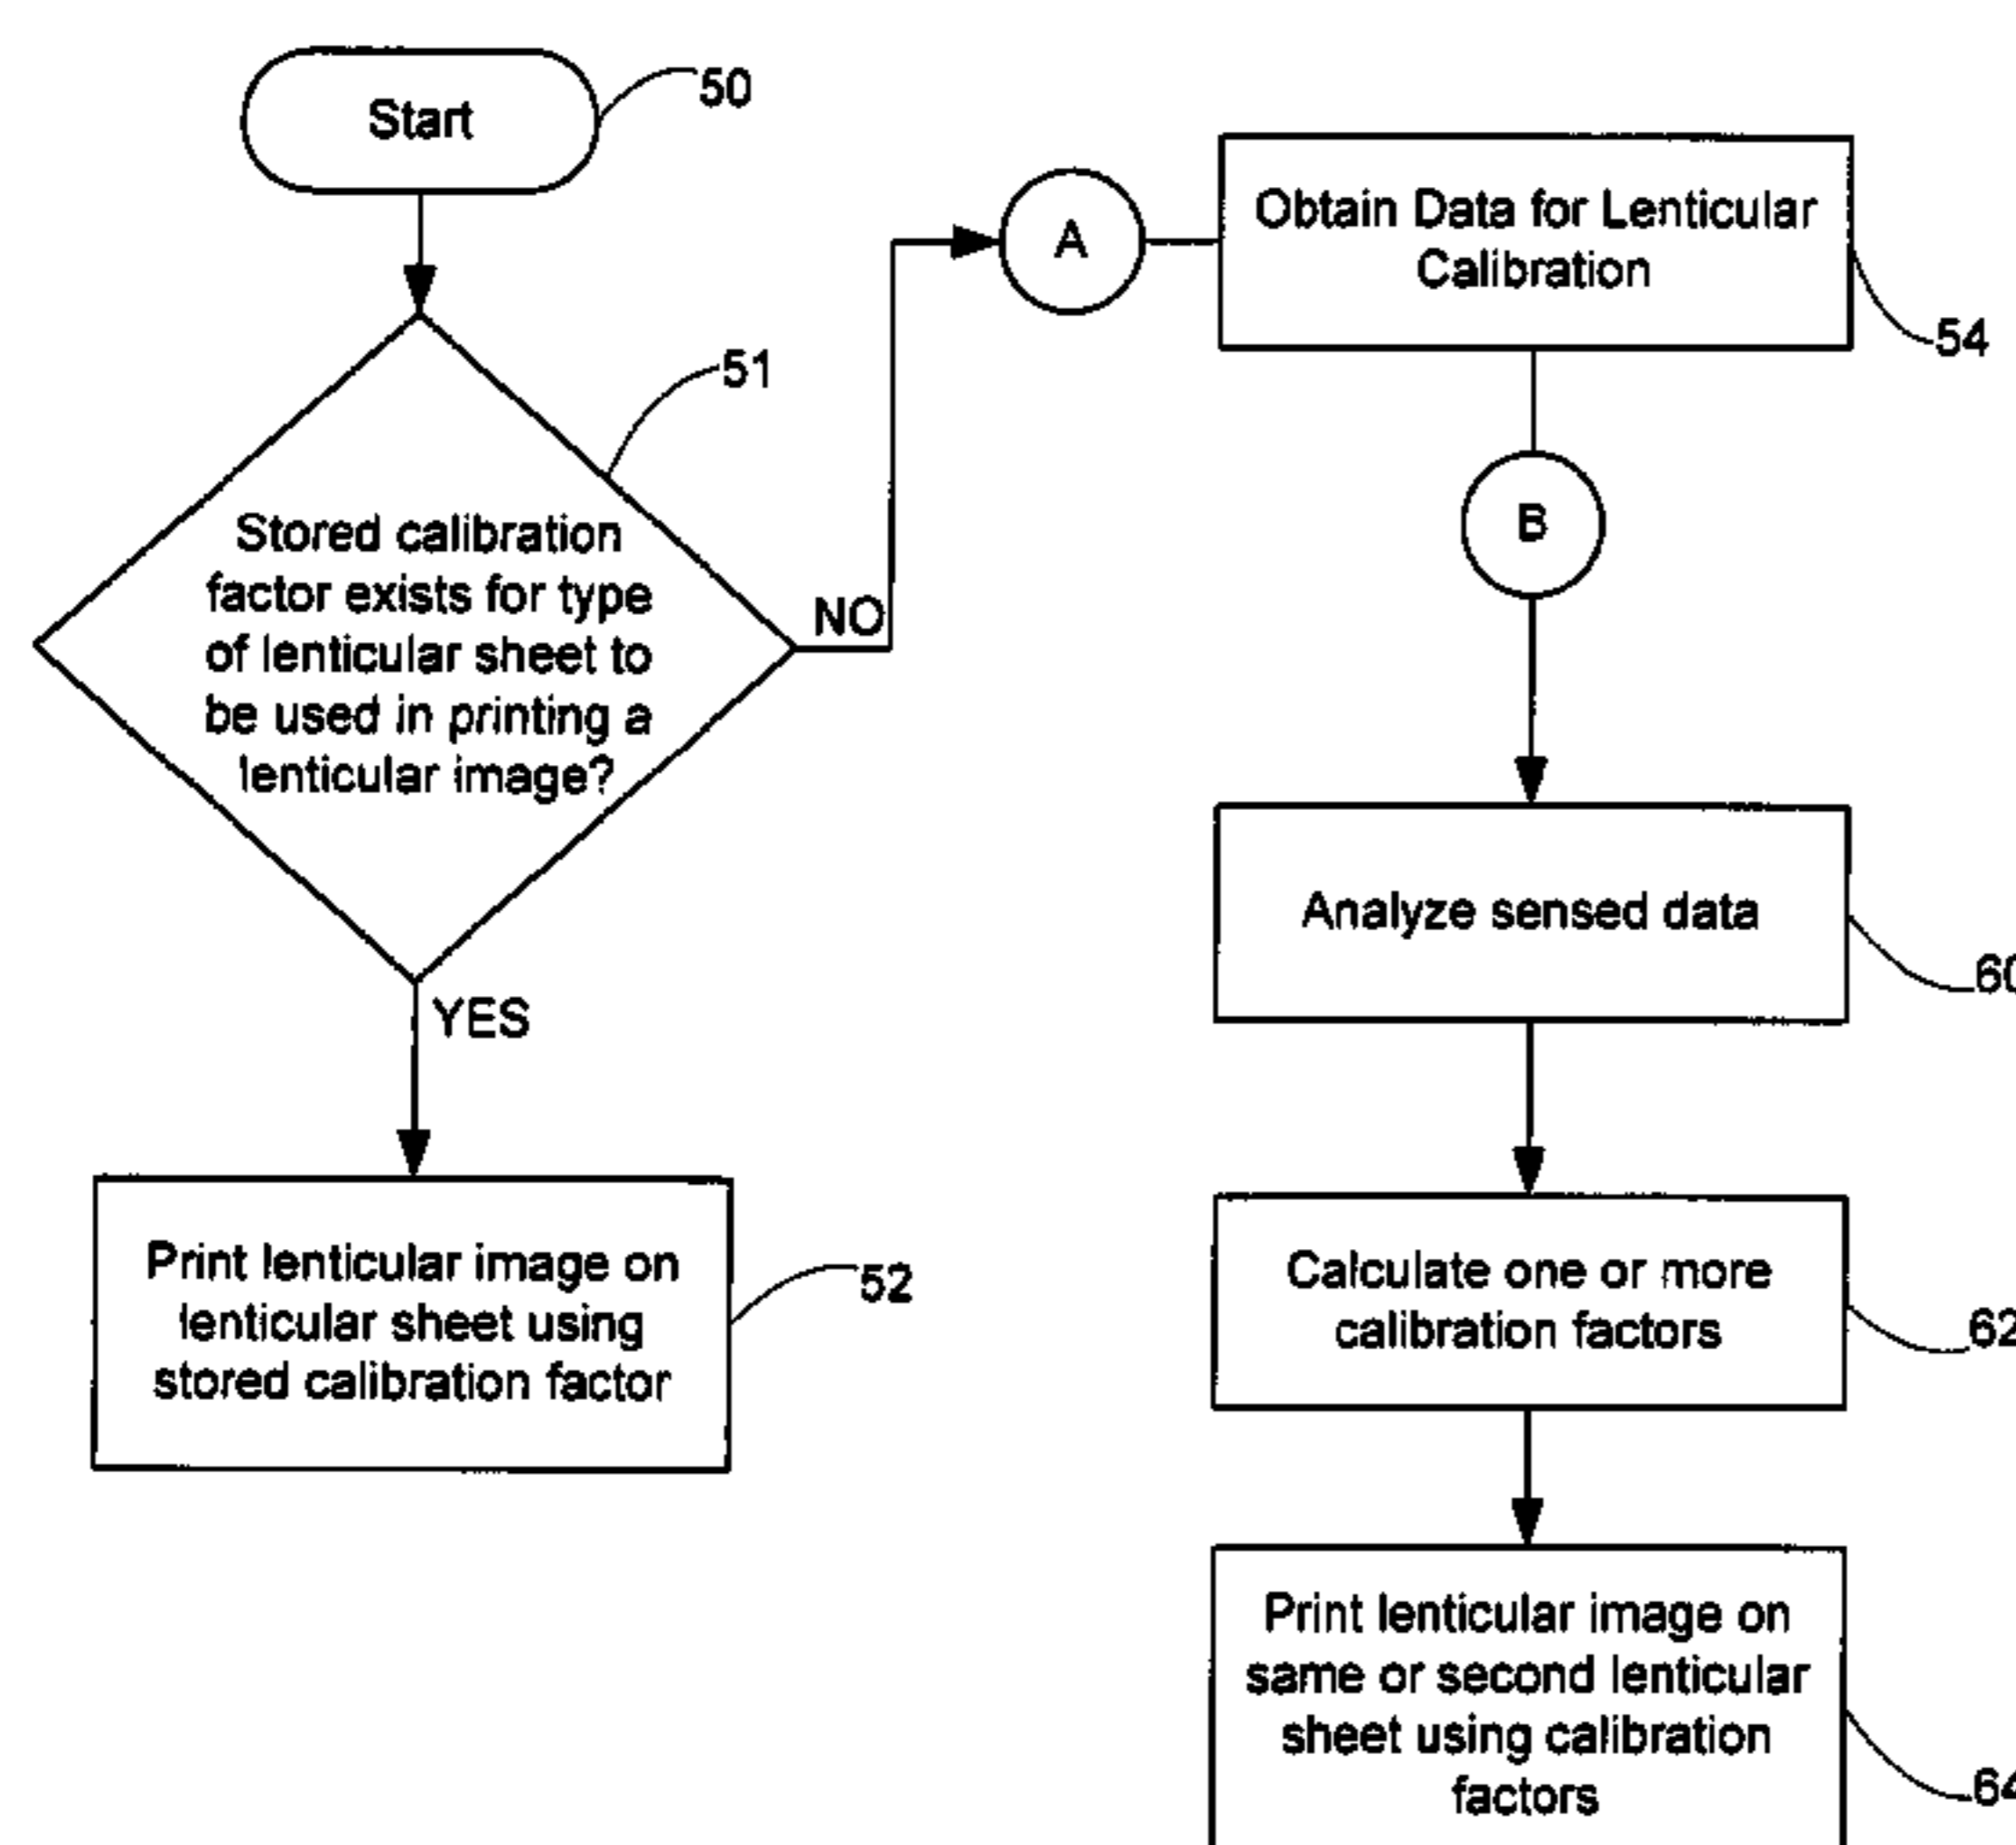 Start
50
51
Stored calibration
factor exists for type
of lenticular sheet to
be used in printing a
lenticular image?
NO
YES
Print lenticular image on
lenticular sheet using
stored calibration factor
52
A
Obtain Data for Lenticular
Calibration
54
B
Analyze sensed data
60
Calculate one or more
calibration factors
62
Print lenticular image on
same or second lenticular
sheet using calibration
factors
64